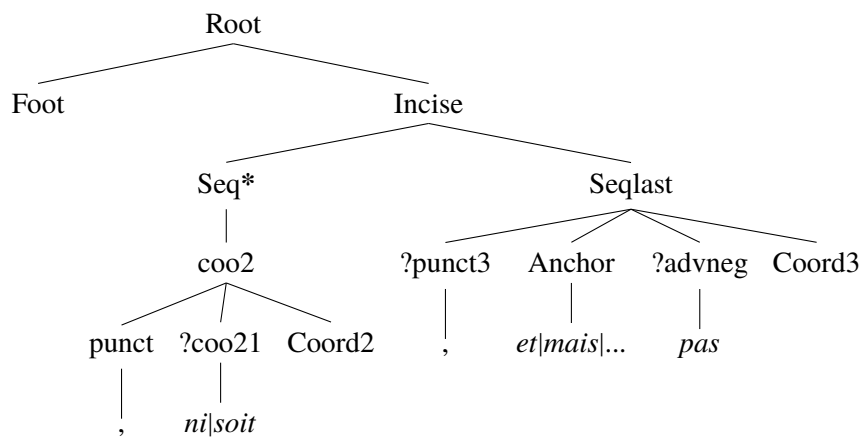 Root
Foot Incise
Seq* Seqlast
coo2 ?punct3 Anchor ?advneg Coord3
punct ?coo21 Coord2 , et|mais|... pas
, ni|soit